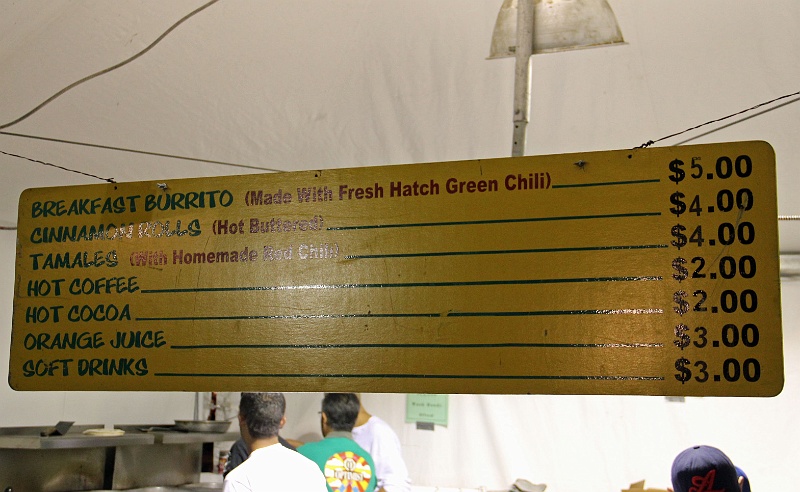 BREAKFAST BURRITO (Made With Fresh Hatch Green Chili) $5.00
CINNAMON ROLLS (Hot Buttered) $4.00
TAMALES (With Homemade Red Chili) $4.00
HOT COFFEE $2.00
HOT COCOA $2.00
ORANGE JUICE $3.00
SOFT DRINKS $3.00